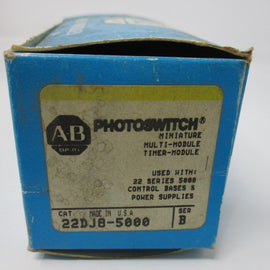 AB
PHOTOSWITCH®
MINIATURE
MULTI-MODULE
TIMER-MODULE
USED WITH:
22 SERIES 5000
CONTROL BASES &
POWER SUPPLIES
CAT. MADE IN U.S.A SER
22DJ8-5000 B